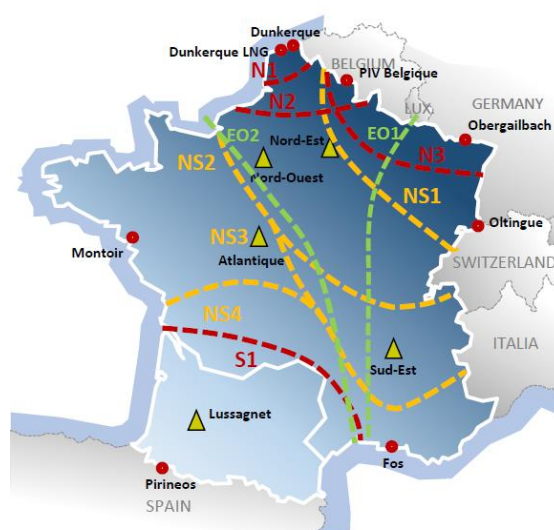 Dunkerque
Dunkerque LNG
BELGIUM
N1
PIV Belgique
N2
LUX
GERMANY
EO2
EO1
Obergailbach
Nord-Est
N3
NS2
Nord-Ouest
NS1
Oltingue
NS3
Montoir
Atlantique
SWITZERLAND
NS4
ITALIA
S1
Sud-Est
Lussagnet
Fos
Pirineos
SPAIN